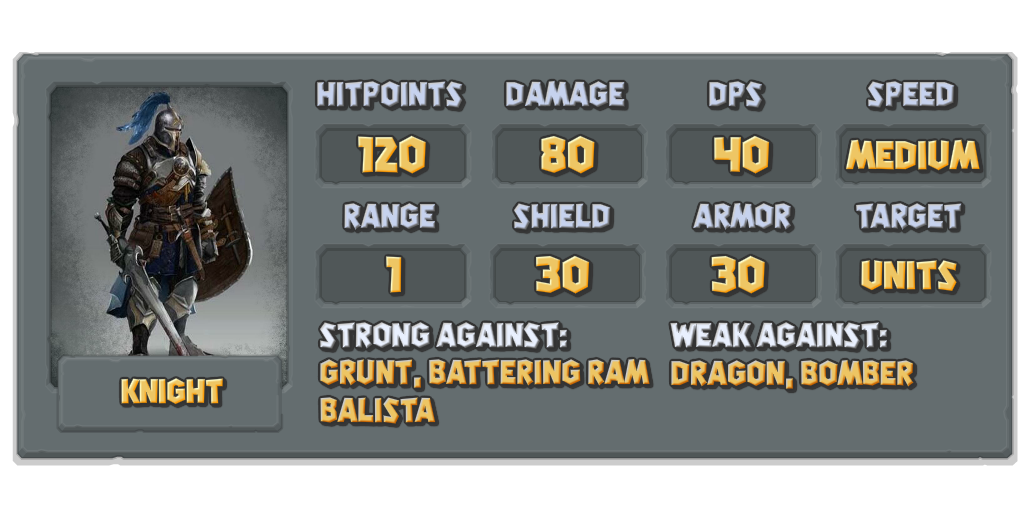 HITPOINTS DAMAGE DPS SPEED
120 80 40 MEDIUM
RANGE SHIELD ARMOR TARGET
1 30 30 UNITS
STRONG AGAINST:
GRUNT, BATTERING RAM
BALISTA
WEAK AGAINST:
DRAGON, BOMBER
KNIGHT